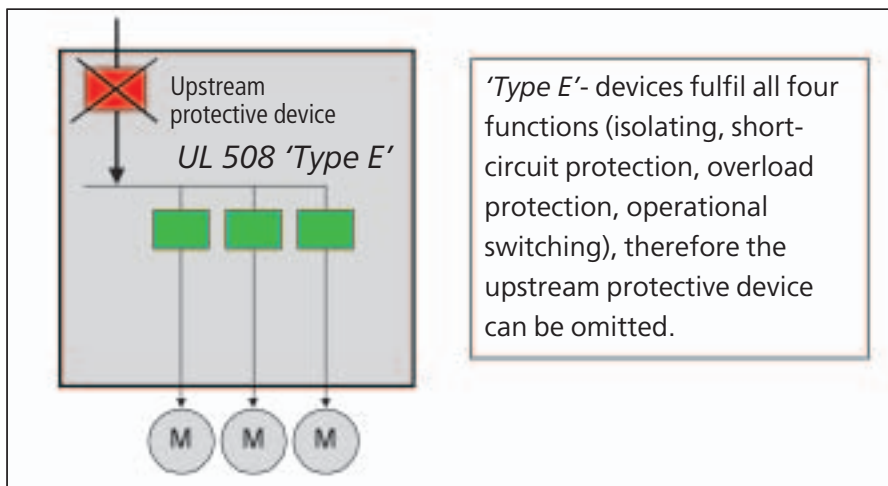 Upstream
protective device
UL 508 'Type E'
M
M
M
'Type E'- devices fulfil all four
functions (isolating, short-
circuit protection, overload
protection, operational
switching), therefore the
upstream protective device
can be omitted.